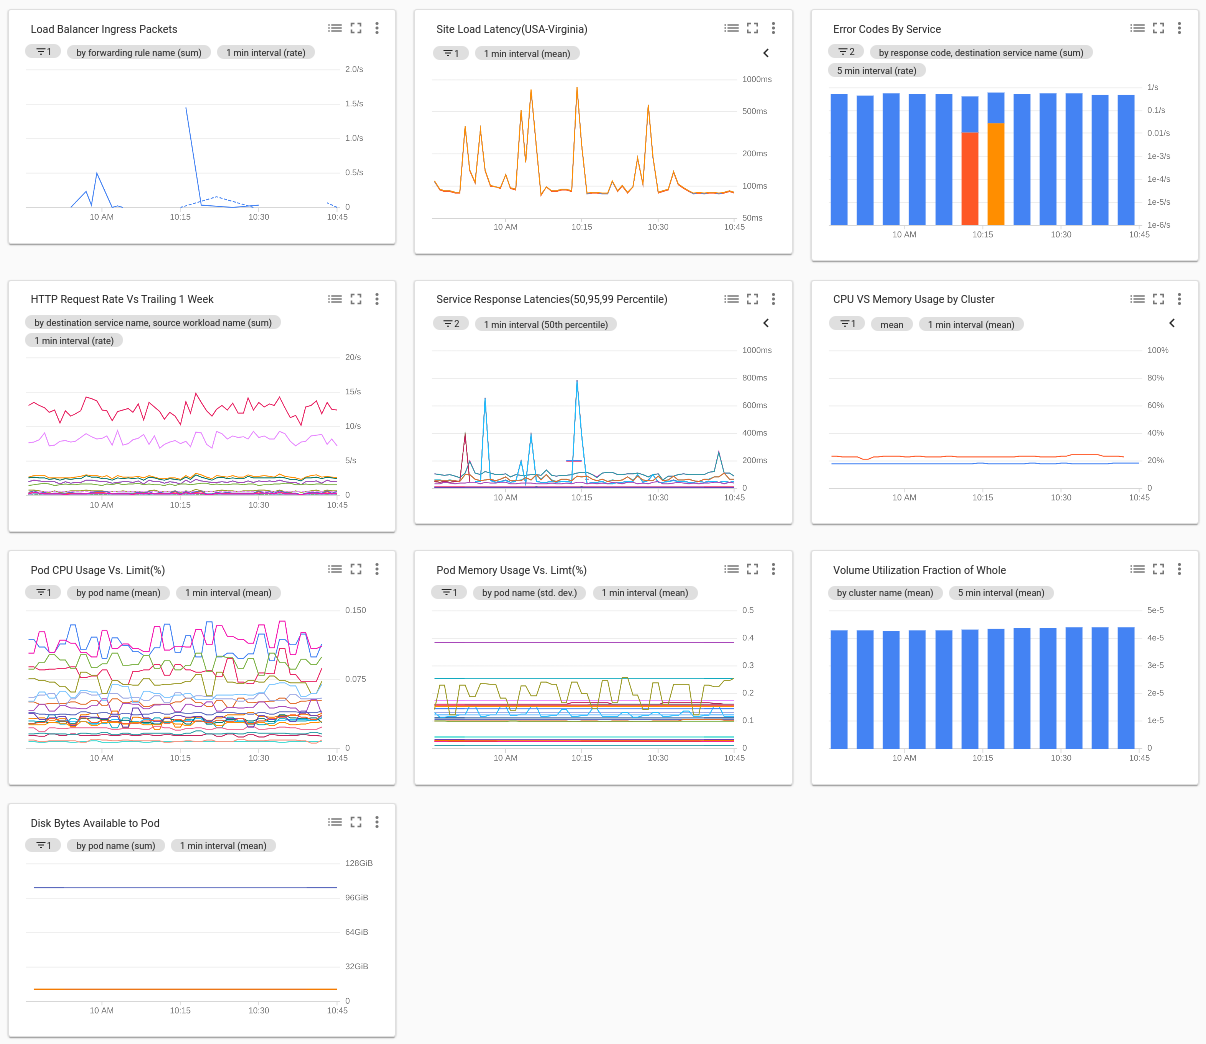 Load Balancer Ingress Packets
1
by forwarding rule name (sum)
1 min interval (rate)
2.0/s
1.5/s
1.0/s
0.5/s
0
10 AM
10:15
10:30
10:45
Site Load Latency(USA-Virginia)
1
1 min interval (mean)
1000ms
500ms
200ms
100ms
50ms
10 AM
10:15
10:30
10:45
Error Codes By Service
2
by response code, destination service name (sum)
5 min interval (rate)
1/s
0.1/s
0.01/s
1e-3/s
1e-4/s
1e-5/s
1e-6/s
10 AM
10:15
10:30
10:45
HTTP Request Rate Vs Trailing 1 Week
by destination service name, source workload name (sum)
1 min interval (rate)
20/s
15/s
10/s
5/s
0
10 AM
10:15
10:30
10:45
Service Response Latencies(50,95,99 Percentile)
2
1 min interval (50th percentile)
1000ms
800ms
600ms
400ms
200ms
0
10 AM
10:15
10:30
10:45
CPU VS Memory Usage by Cluster
1
mean
1 min interval (mean)
100%
80%
60%
40%
20%
0
10 AM
10:15
10:30
10:45
Pod CPU Usage Vs. Limit(%)
1
by pod name (mean)
1 min interval (mean)
0.150
0.075
0
10 AM
10:15
10:30
10:45
Pod Memory Usage Vs. Limt(%)
1
by pod name (std. dev.)
1 min interval (mean)
0.5
0.4
0.3
0.2
0.1
0
10 AM
10:15
10:30
10:45
Volume Utilization Fraction of Whole
by cluster name (mean)
5 min interval (mean)
5e-5
4e-5
3e-5
2e-5
1e-5
0
10 AM
10:15
10:30
10:45
Disk Bytes Available to Pod
1
by pod name (sum)
1 min interval (mean)
128GiB
96GiB
64GiB
32GiB
0
10 AM
10:15
10:30
10:45